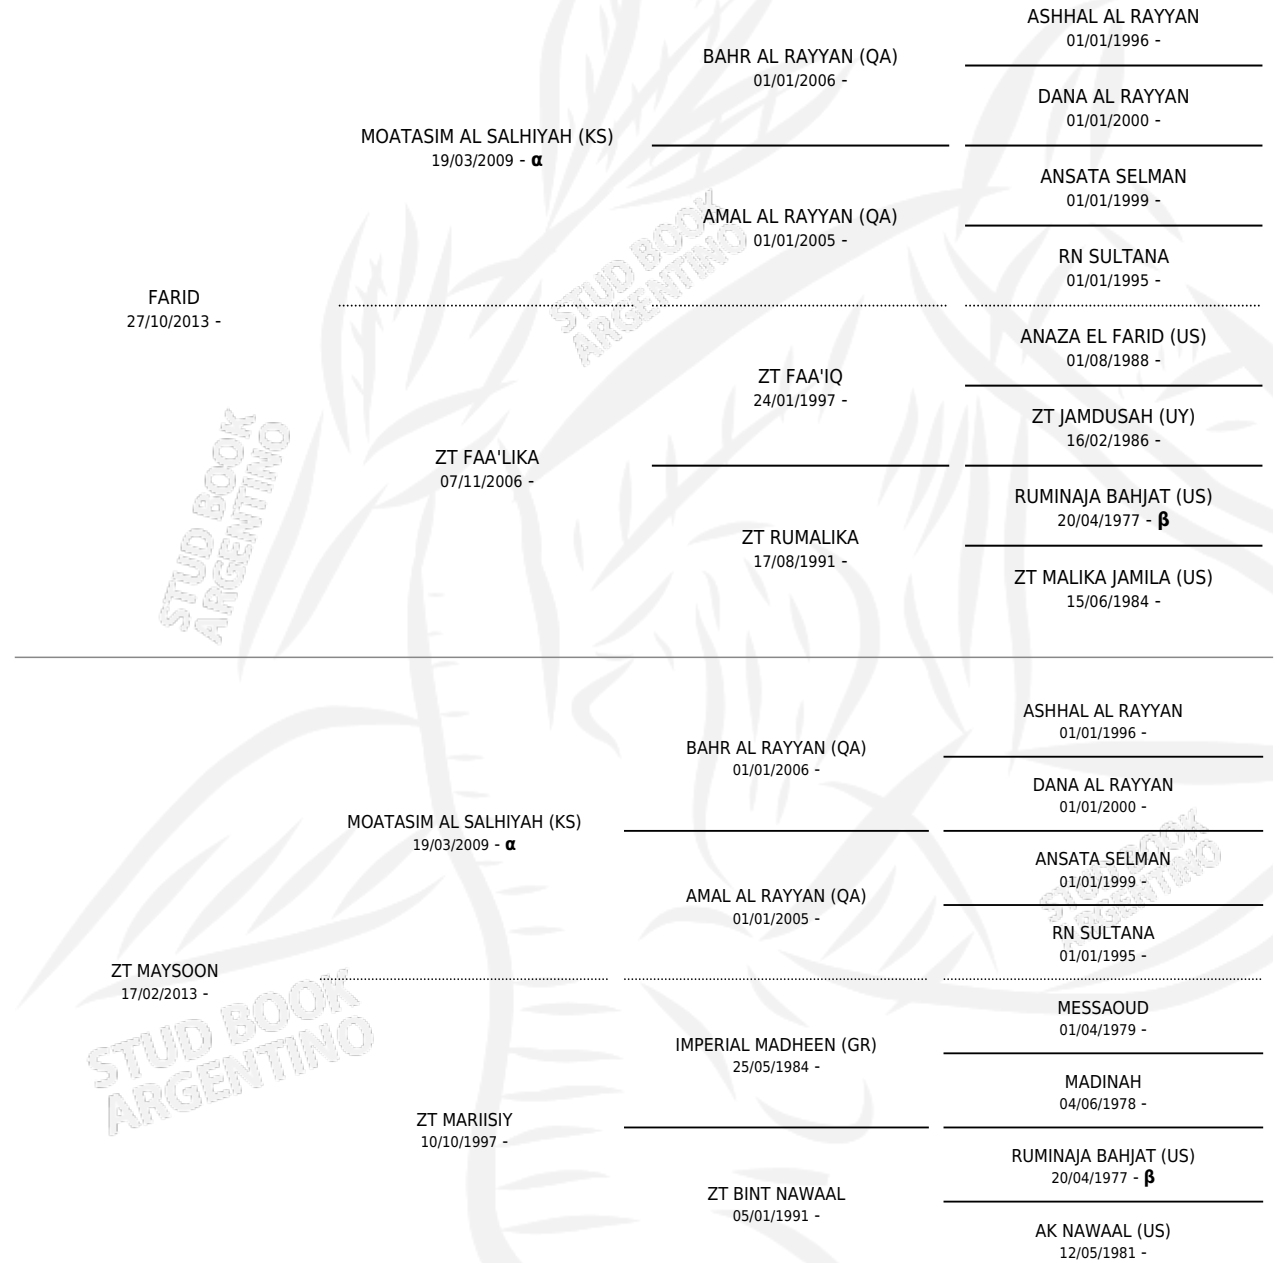 ASHHAL AL RAYYAN
01/01/1996 -
BAHR AL RAYYAN (QA)
01/01/2006 -
DANA AL RAYYAN
01/01/2000 -
MOATASIM AL SALHIYAH (KS)
19/03/2009 - α
ANSATA SELMAN
01/01/1999 -
AMAL AL RAYYAN (QA)
01/01/2005 -
RN SULTANA
01/01/1995 -
STUD BOOK
ARGENTINO
FARID
27/10/2013 -
ANAZA EL FARID (US)
01/08/1988 -
ZT FAA'IQ
24/01/1997 -
ZT JAMDUSAH (UY)
16/02/1986 -
ZT FAA'LIKA
07/11/2006 -
RUMINAJA BAHJAT (US)
20/04/1977 - β
ZT RUMALIKA
17/08/1991 -
ZT MALIKA JAMILA (US)
15/06/1984 -
STUD BOOK
ARGENTINO
ASHHAL AL RAYYAN
01/01/1996 -
BAHR AL RAYYAN (QA)
01/01/2006 -
DANA AL RAYYAN
01/01/2000 -
MOATASIM AL SALHIYAH (KS)
19/03/2009 - α
ANSATA SELMAN
01/01/1999 -
AMAL AL RAYYAN (QA)
01/01/2005 -
STUD BOOK
ARGENTINO
RN SULTANA
01/01/1995 -
ZT MAYSOON
17/02/2013 -
STUD BOOK
ARGENTINO
MESSAOUD
01/04/1979 -
IMPERIAL MADHEEN (GR)
25/05/1984 -
MADINAH
04/06/1978 -
ZT MARIISIY
10/10/1997 -
RUMINAJA BAHJAT (US)
20/04/1977 - β
ZT BINT NAWAAL
05/01/1991 -
AK NAWAAL (US)
12/05/1981 -